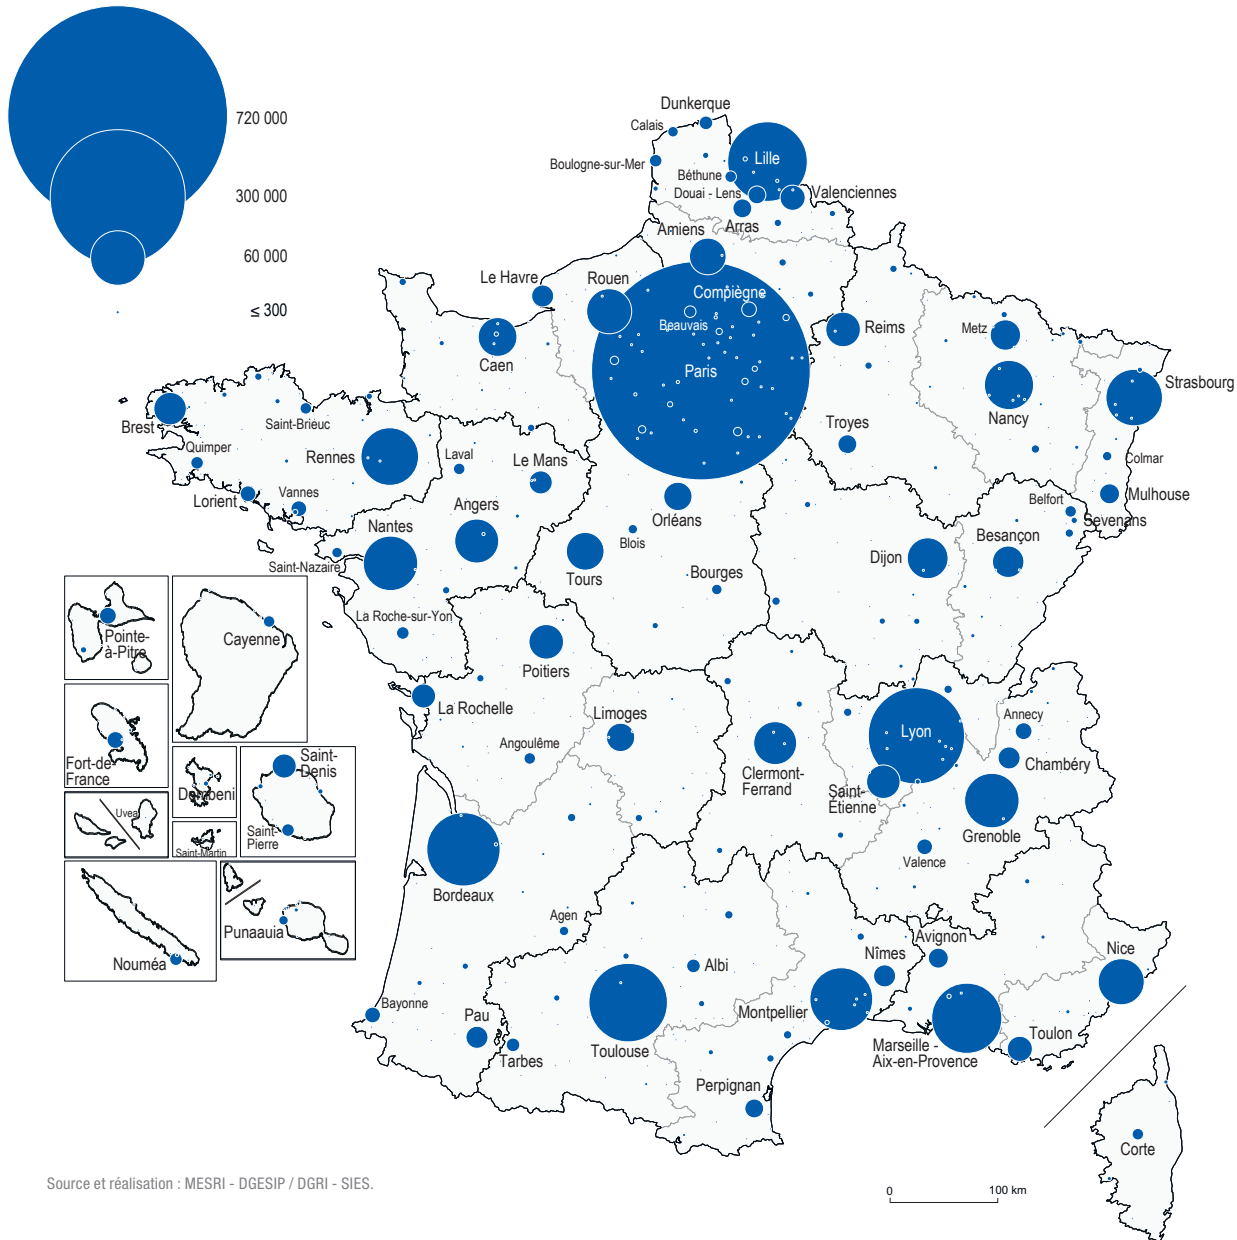 720 000
300 000
60 000
≤ 300
Dunkerque
Calais
Lille
Boulogne-sur-Mer
Béthune
Douai - Lens
Valenciennes
Arras
Amiens
Le Havre
Rouen
Compiègne
Beauvais
Reims
Metz
Caen
Paris
Strasbourg
Nancy
Brest
Saint-Brieuc
Troyes
Quimper
Rennes
Laval
Le Mans
Colmar
Lorient
Vannes
Mulhouse
Belfort
Sevenans
Angers
Orléans
Nantes
Blois
Besançon
Dijon
Saint-Nazaire
Tours
Bourges
La Roche-sur-Yon
Pointe-
à-Pitre
Cayenne
Poitiers
La Rochelle
Limoges
Lyon
Annecy
Angoulême
Chambéry
Fort-de-
France
Saint-
Denis
Clermont-
Ferrand
Saint-
Étienne
Dembeni
Uvea
Saint-
Pierre
Saint-Martin
Grenoble
Valence
Bordeaux
Agen
Punaauia
Nouméa
Albi
Avignon
Nîmes
Nice
Bayonne
Pau
Montpellier
Toulouse
Tarbes
Marseille -
Aix-en-Provence
Toulon
Perpignan
Corte
Source et réalisation : MESRI - DGESIP / DGRI - SIES.
0
100 km